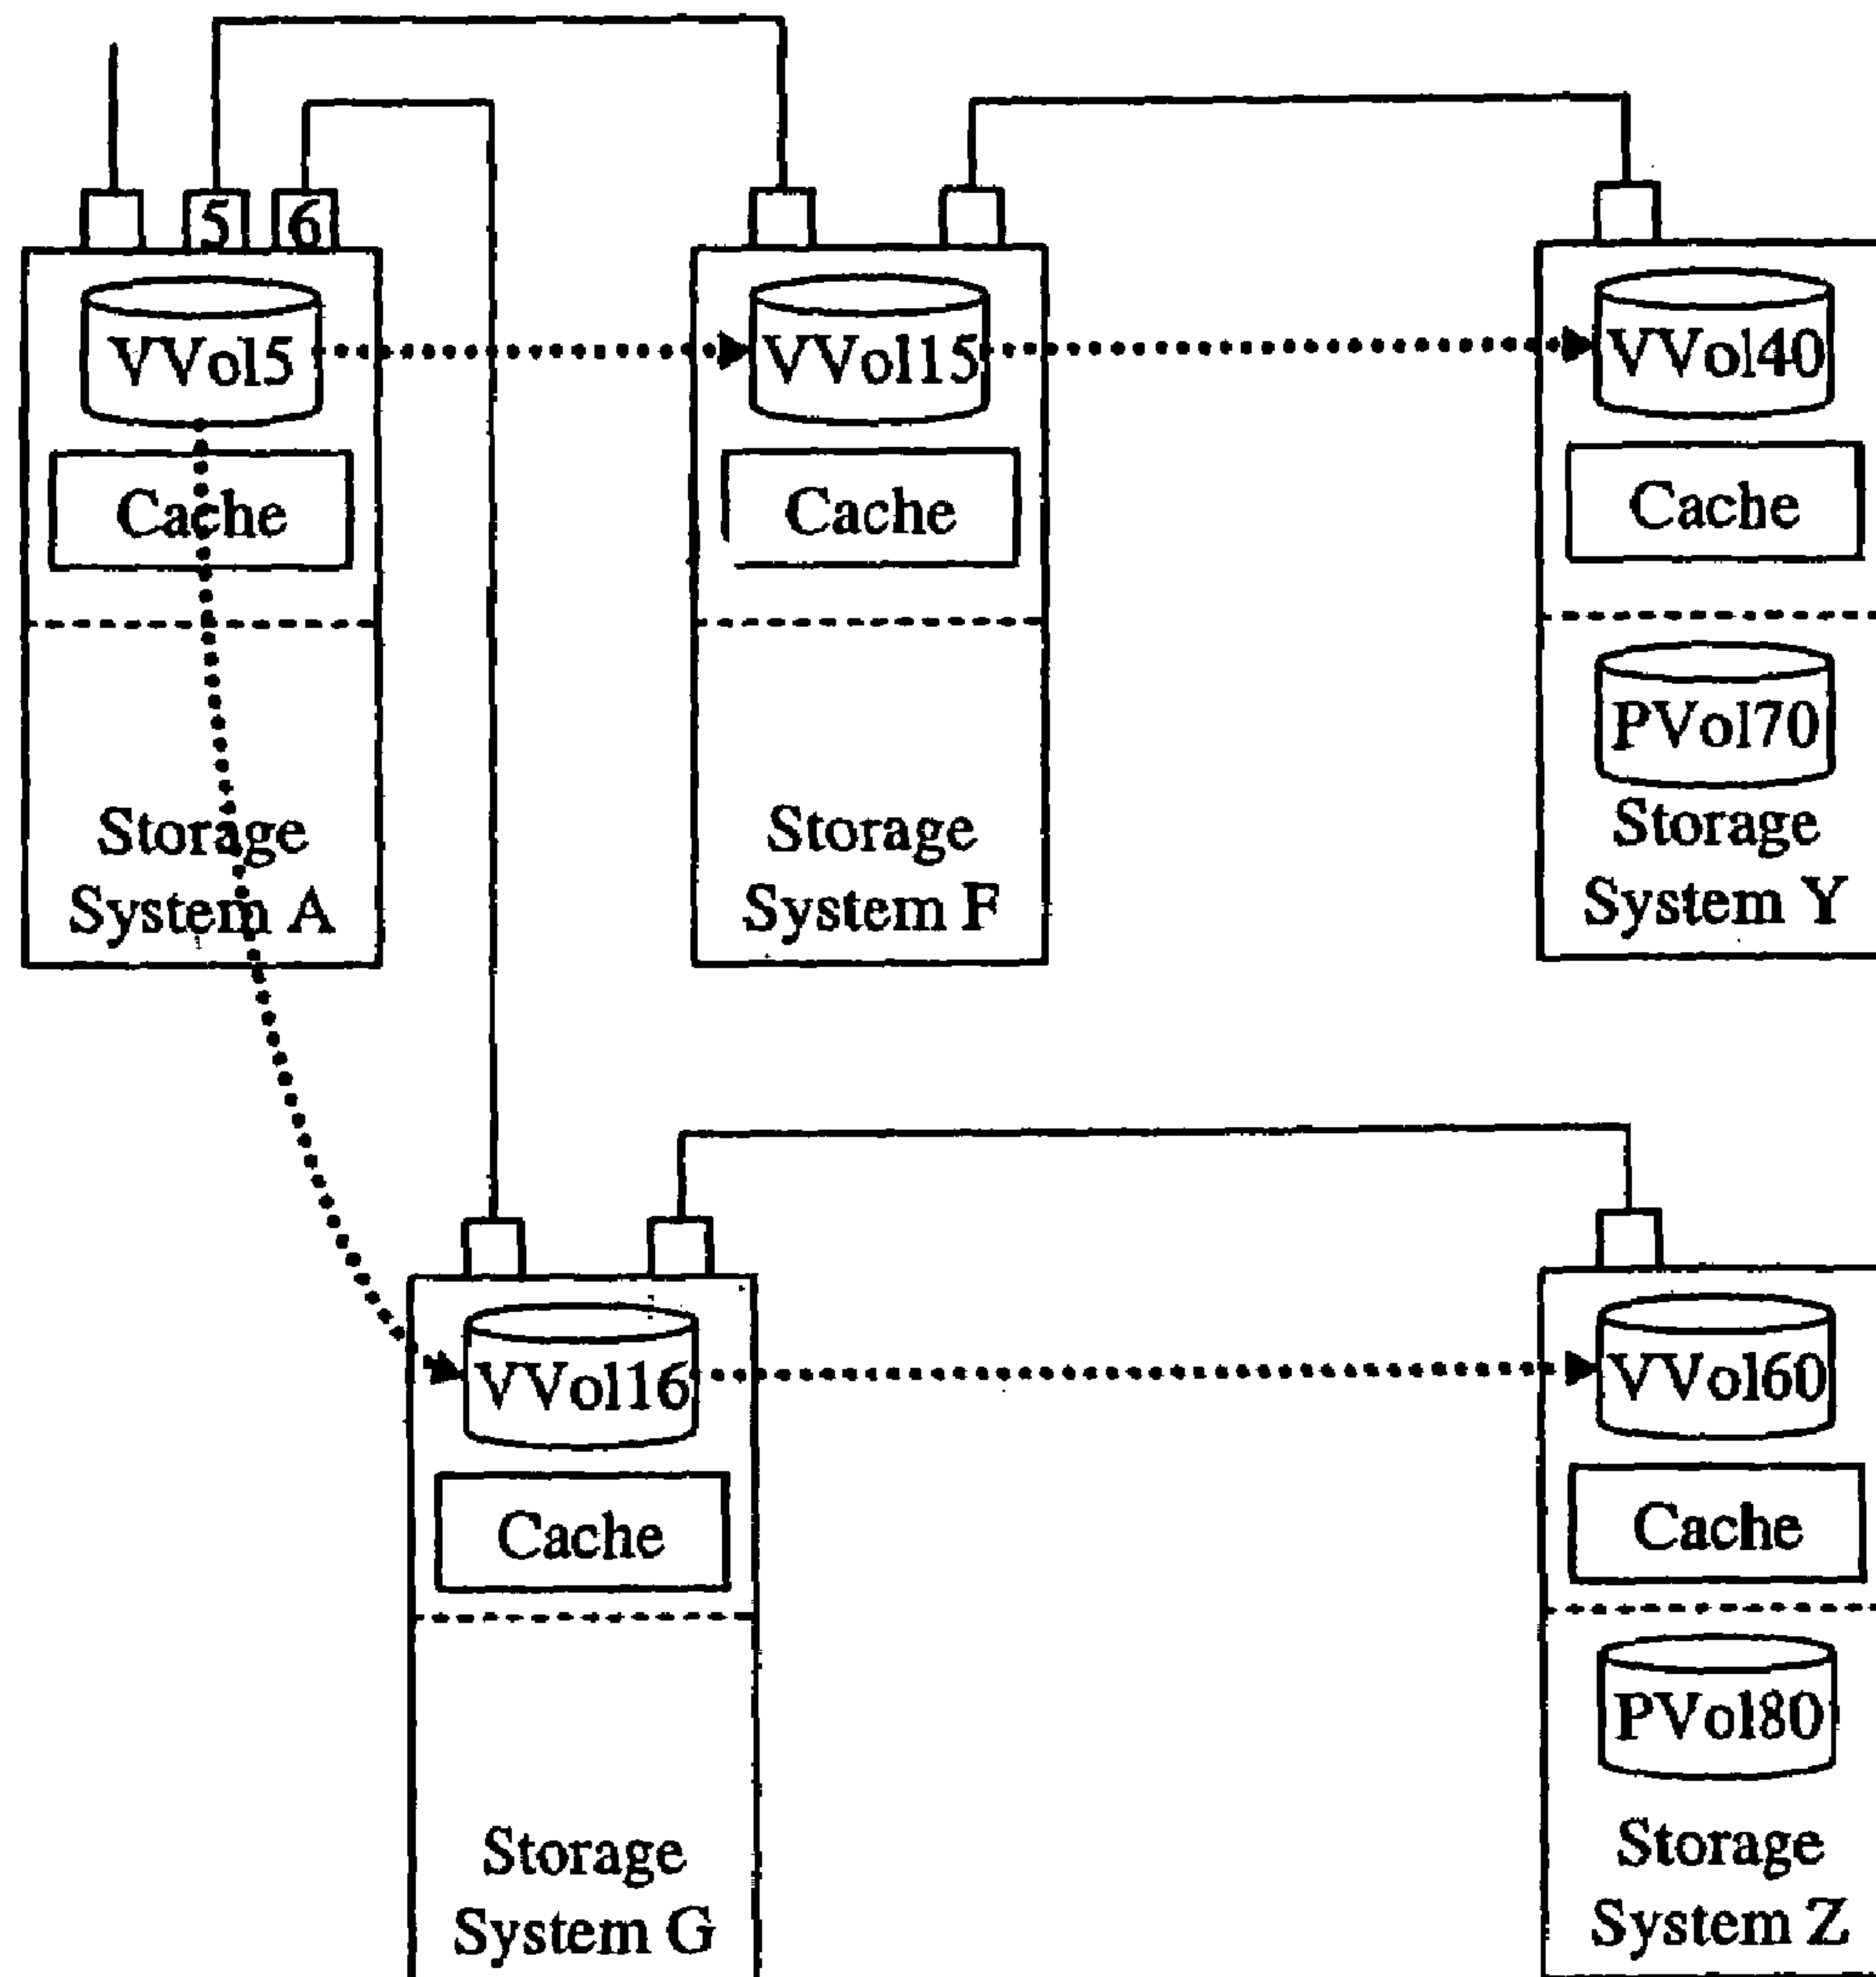 5
6
VVol5
VVol15
VVol40
Cache
Cache
Cache
PVol70
Storage
System A
Storage
System F
Storage
System Y
VVol16
VVol60
Cache
Cache
PVol80
Storage
System G
Storage
System Z